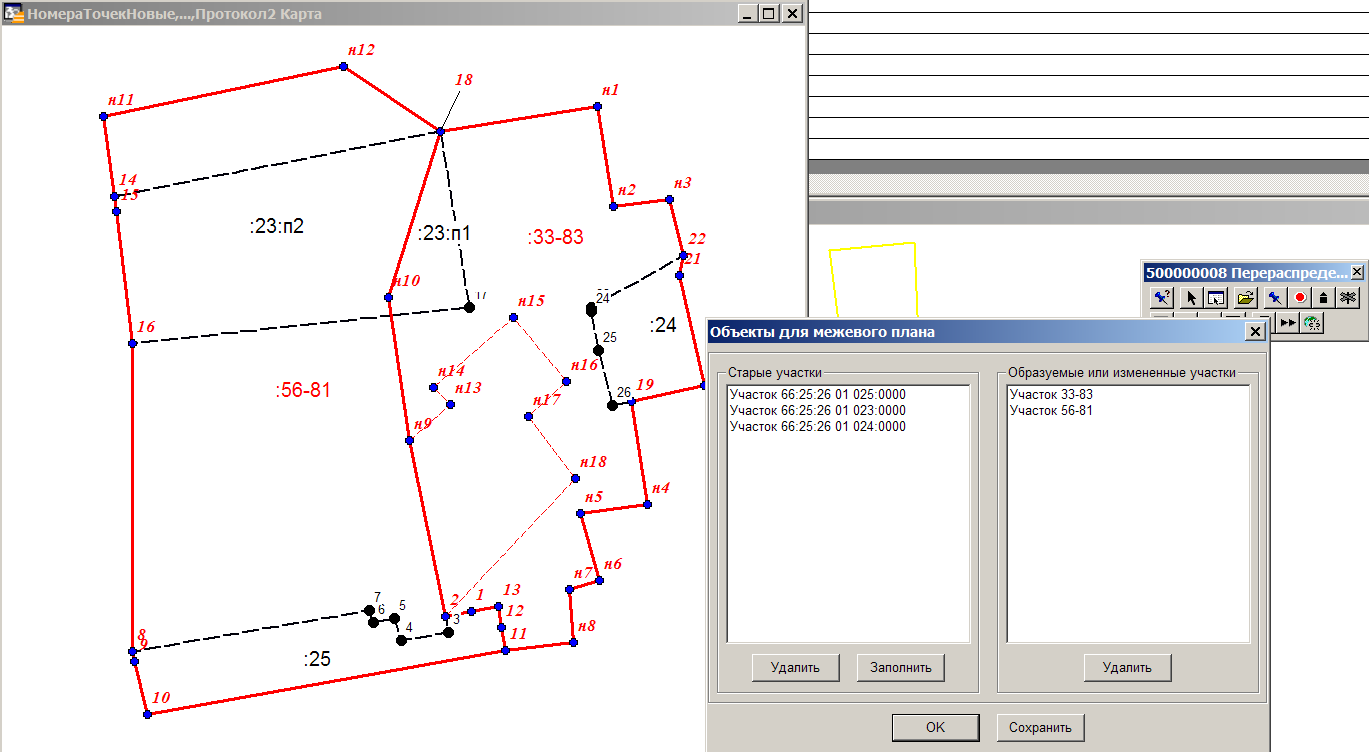 НомераТочекНовые,...,Протокол2 Карта
н12
18
н11
н1
14
15
н2
н3
:23:п2
:23:п1
:33-83
22
21
н10
17
н15
24
16
:24
25
:56-81
н14
н16
н13
19
26
н17
н9
н18
н4
н5
н6
н7
7
6
5
4
2
3
1
13
12
11
н8
8
9
:25
10
500000008 Перераспреде...
Объекты для межевого плана
Старые участки
Участок 66:25:26 01 025:0000
Участок 66:25:26 01 023:0000
Участок 66:25:26 01 024:0000
Удалить
Заполнить
Образуемые или измененные участки
Участок 33-83
Участок 56-81
Удалить
OK
Сохранить